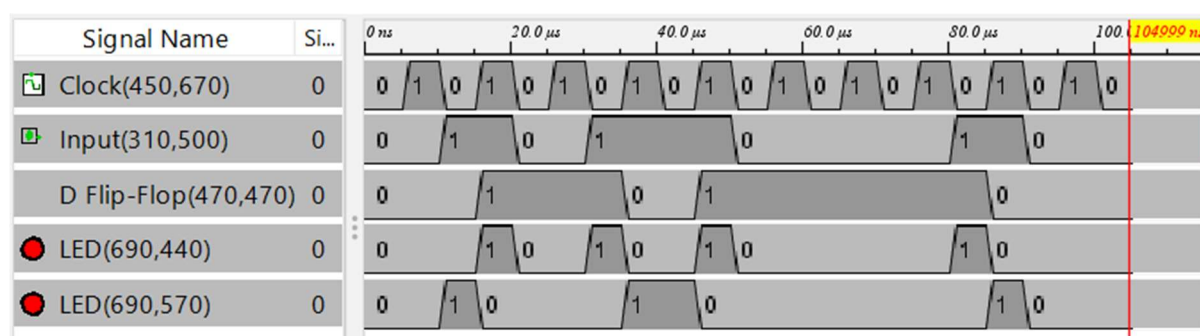 Signal Name Si... 0 ns 20.0 µs 40.0 µs 60.0 µs 80.0 µs 100. 104999 n
Clock(450,670) 0 0 1 0 1 0 1 0 1 0 1 0 1 0 1 0 1 0 1 0 1 0
Input(310,500) 0 0 1 0 1 0 1 0
D Flip-Flop(470,470) 0 0 1 0 1 0
LED(690,440) 0 0 1 0 1 0 1 0 1 0
LED(690,570) 0 0 1 0 1 0 1 0